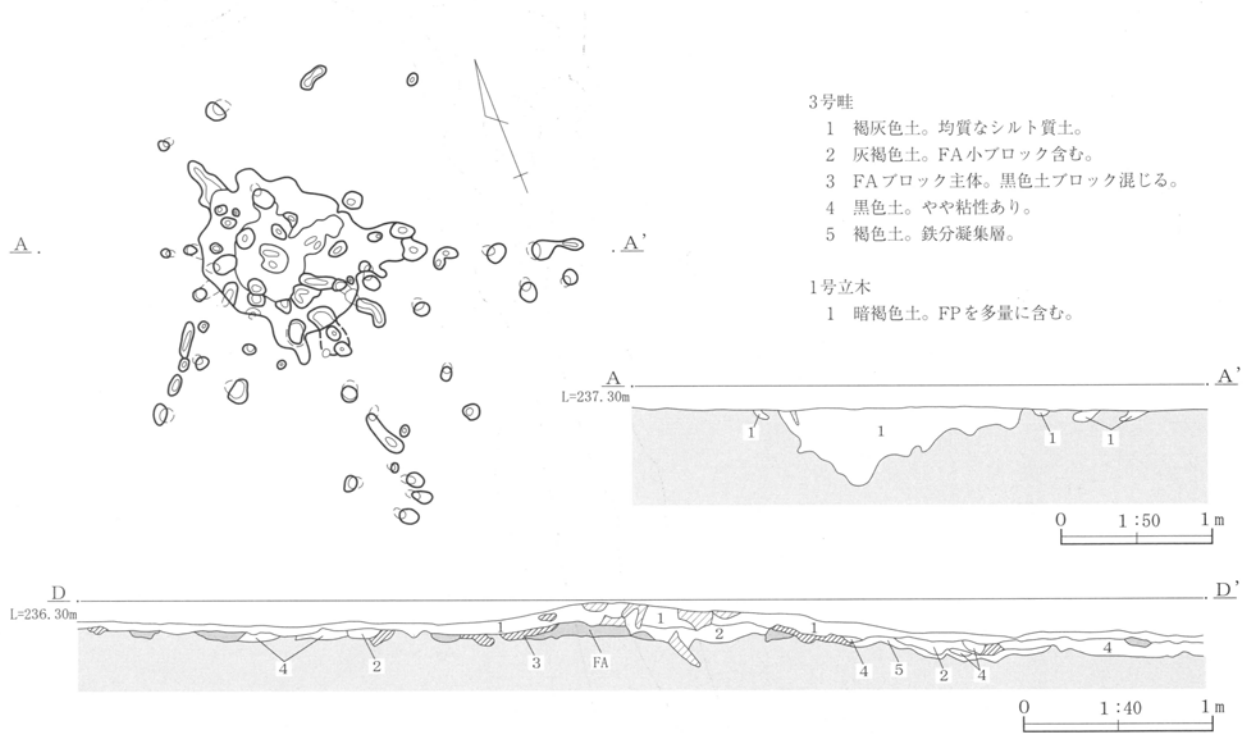 3号畦
1 褐灰色土。均質なシルト質土。
2 灰褐色土。FA小ブロック含む。
3 FAブロック主体。黒色土ブロック混じる。
4 黒色土。やや粘性あり。
5 褐色土。鉄分凝集層。
1号立木
1 暗褐色土。FPを多量に含む。
A A'
A A'
L=237.30m
1 1 1 1
0 1:50 1m
D D'
L=236.30m
1 1 2 1
4 2 3 FA 4 5 2 4 4
0 1:40 1m